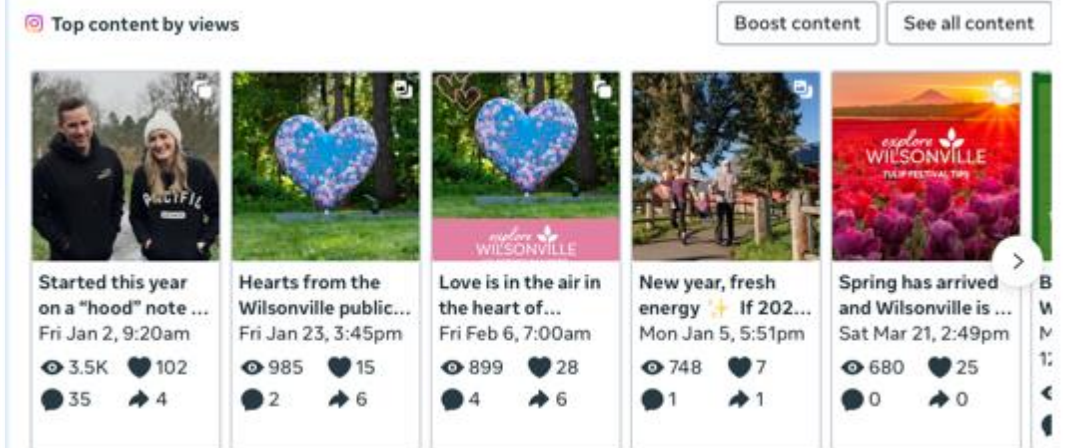 Top content by views
Boost content
See all content
PACIFIC
explore
WILSONVILLE
explore
WILSONVILLE
TULIP FESTIVAL TIPS
Started this year
on a “hood” note ...
Fri Jan 2, 9:20am
3.5K 102
35 4
Hearts from the
Wilsonville public...
Fri Jan 23, 3:45pm
985 15
2 6
Love is in the air in
the heart of...
Fri Feb 6, 7:00am
899 28
4 6
New year, fresh
energy ✨ If 202...
Mon Jan 5, 5:51pm
748 7
1 1
Spring has arrived
and Wilsonville is ...
Sat Mar 21, 2:49pm
680 25
0 0